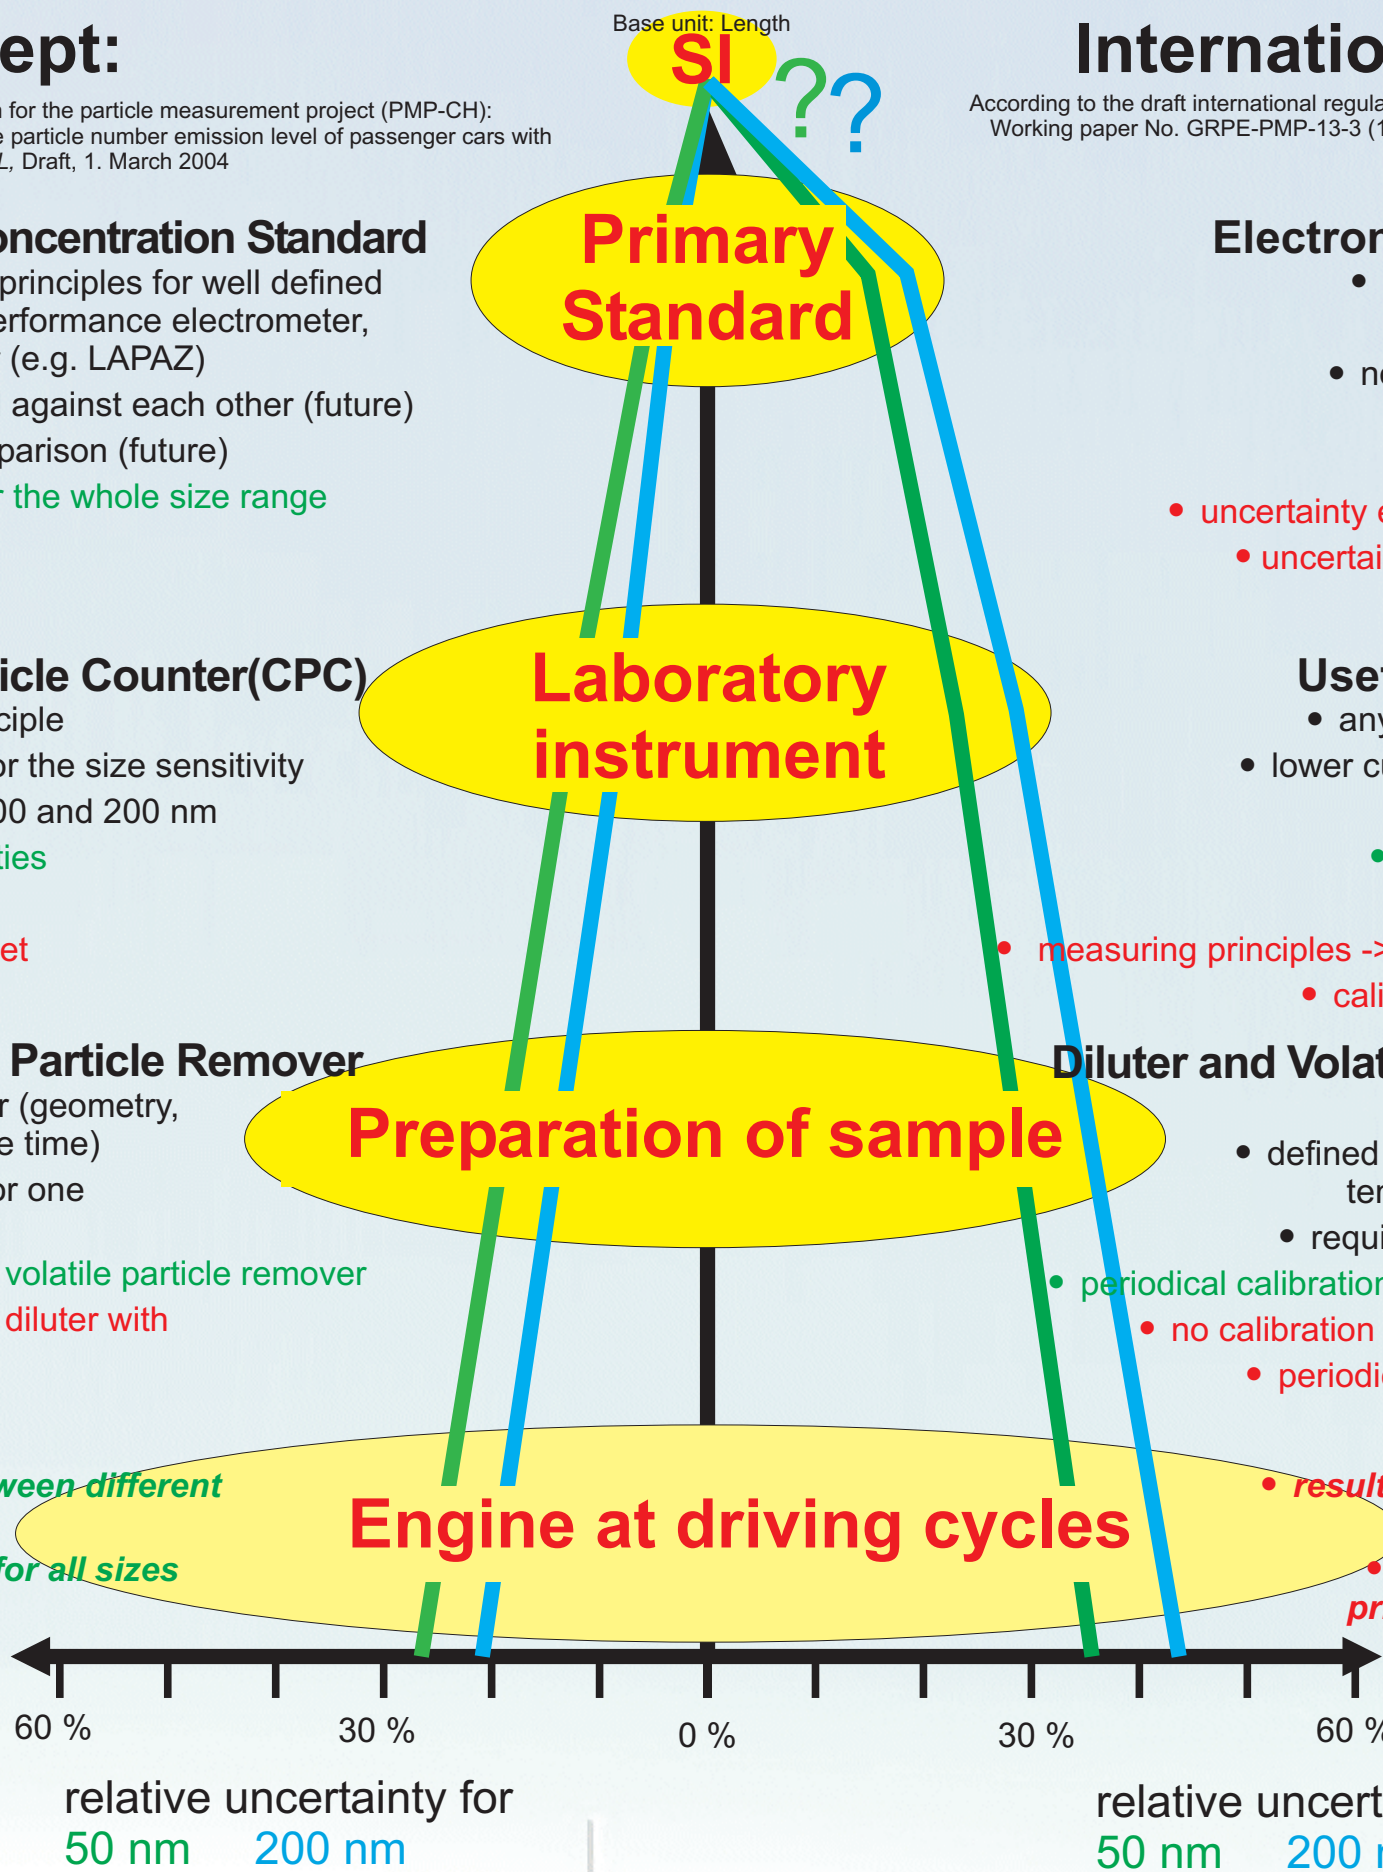 Base unit: Length
SI
??
ept:
for the particle measurement project (PMP-CH):
particle number emission level of passenger cars with
Draft, 1. March 2004
Internatio
According to the draft international regula
Working paper No. GRPE-PMP-13-3 (1
oncentration Standard
principles for well defined
erformance electrometer,
(e.g. LAPAZ)
against each other (future)
parison (future)
the whole size range
Primary
Standard
Electron
• 
• n
• uncertainty e
• uncertai
icle Counter(CPC)
ciple
or the size sensitivity
00 and 200 nm
ties
et
Laboratory
instrument
Use
• any
• lower cu
•
• measuring principles ->
• cali
Particle Remover
r (geometry,
e time)
or one
volatile particle remover
diluter with
Preparation of sample
Diluter and Volat
• defined
ter
• requi
• periodical calibration
• no calibration
• periodi
ween different
for all sizes
Engine at driving cycles
• result
•
pr
60 %
30 %
0 %
30 %
60 %
relative uncertainty for
50 nm 200 nm
relative uncert
50 nm 200